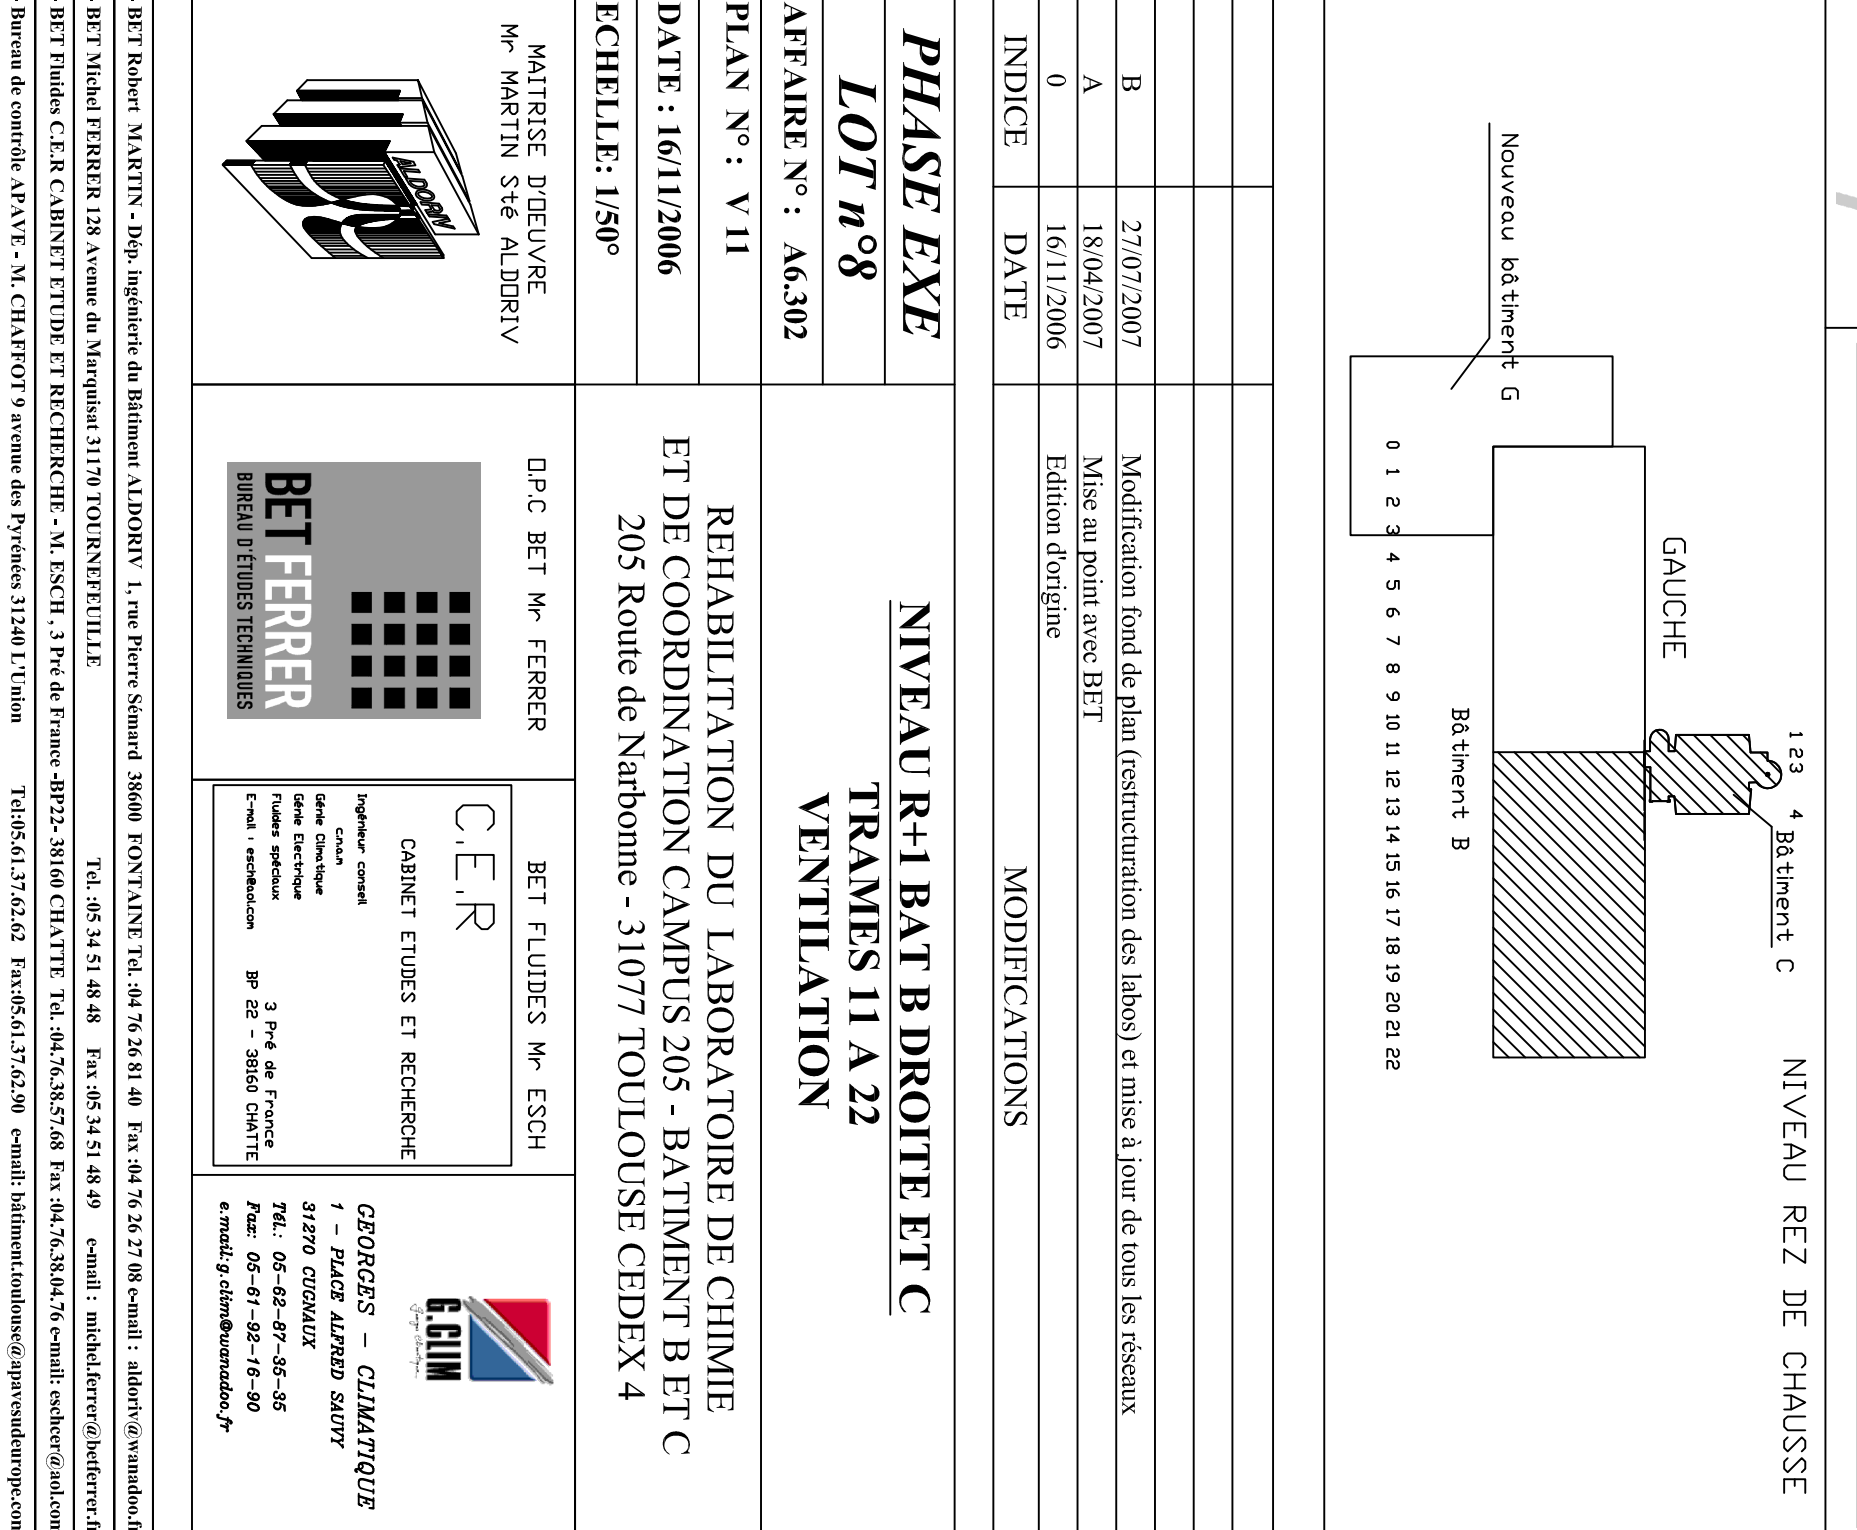 NIVEAU REZ DE CHAUSSE
1 2 3 4
Bâtiment C
GAUCHE
Nouveau bâtiment G
Bâtiment B
0 1 2 3 4 5 6 7 8 9 10 11 12 13 14 15 16 17 18 19 20 21 22
B 27/07/2007 Modification fond de plan (restructuration des labos) et mise à jour de tous les réseaux
A 18/04/2007 Mise au point avec BET
0 16/11/2006 Edition d'origine
INDICE DATE MODIFICATIONS
PHASE EXE
LOT n°8
AFFAIRE N° : A6.302
PLAN N° : V 11
DATE : 16/11/2006
ECHELLE: 1/50°
NIVEAU R+1 BAT B DROITE ET C
TRAMES 11 A 22
VENTILATION
REHABILITATION DU LABORATOIRE DE CHIMIE
ET DE COORDINATION CAMPUS 205 - BATIMENT B ET C
205 Route de Narbonne - 31077 TOULOUSE CEDEX 4
MAITRISE D'OEUVRE
Mr MARTIN Sté ALDORIV
ALDORIV
O.P.C BET Mr FERRER
BET FERRER
BUREAU D'ÉTUDES TECHNIQUES
BET FLUIDES Mr ESCH
C.E.R
CABINET ETUDES ET RECHERCHE
Ingénieur conseil
c.n.a.m
Génie Climatique
Génie Electrique
Fluides spéciaux
E-mail : esch@aol.com
3 Pré de France
BP 22 - 38160 CHATTE
G.CLIM
GEORGES - CLIMATIQUE
1 - PLACE ALFRED SAUVY
31270 CUGNAUX
Tél.: 05-62-87-35-35
Fax: 05-61-92-16-90
e.mail:g.clim@wanadoo.fr
- BET Robert MARTIN - Dép. ingénierie du Bâtiment ALDORIV 1, rue Pierre Sémard 38600 FONTAINE Tel. :04 76 26 81 40 Fax :04 76 26 27 08 e-mail : aldoriv@wanadoo.f
- BET Michel FERRER 128 Avenue du Marquisat 31170 TOURNEFEUILLE Tel. :05 34 51 48 48 Fax :05 34 51 48 49 e-mail : michel.ferrer@betferrer.f
- BET Fluides C.E.R CABINET ETUDE ET RECHERCHE - M. ESCH , 3 Pré de France -BP22- 38160 CHATTE Tel. :04.76.38.57.68 Fax :04.76.38.04.76 e-mail: eschcer@aol.com
- Bureau de contrôle APAVE - M. CHAFFOT 9 avenue des Pyrénées 31240 L'Union Tel:05.61.37.62.62 Fax:05.61.37.62.90 e-mail: bâtiment.toulouse@apavesudeurope.com